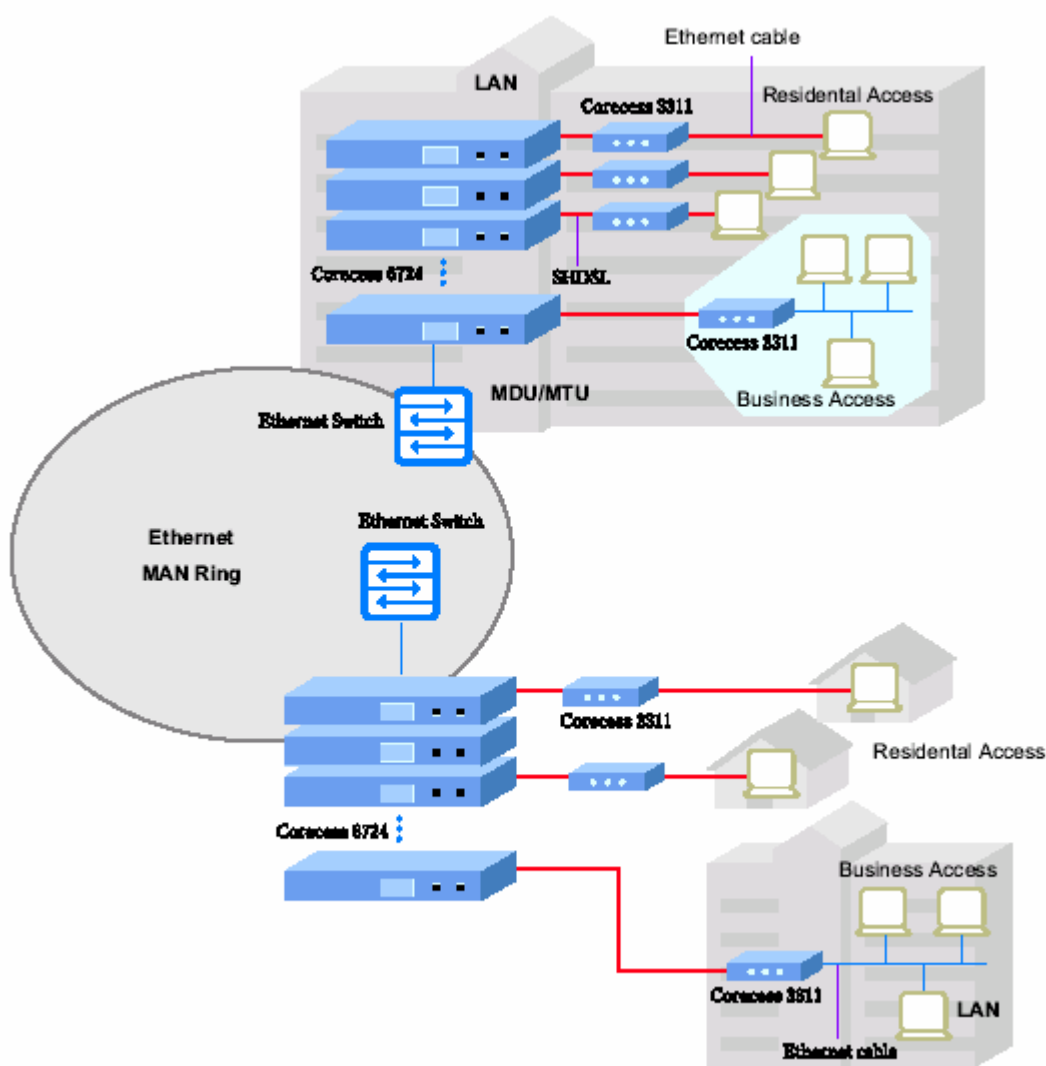 Ethernet cable
LAN
Residental Access
Corecess 3311
Corecess 6724
SHDSL
Corecess 3311
MDU/MTU
Business Access
Ethernet Switch
Ethernet Switch
Ethernet
MAN Ring
Corecess 3311
Residental Access
Corecess 6724
Business Access
Corecess 3311
LAN
Ethernet cable